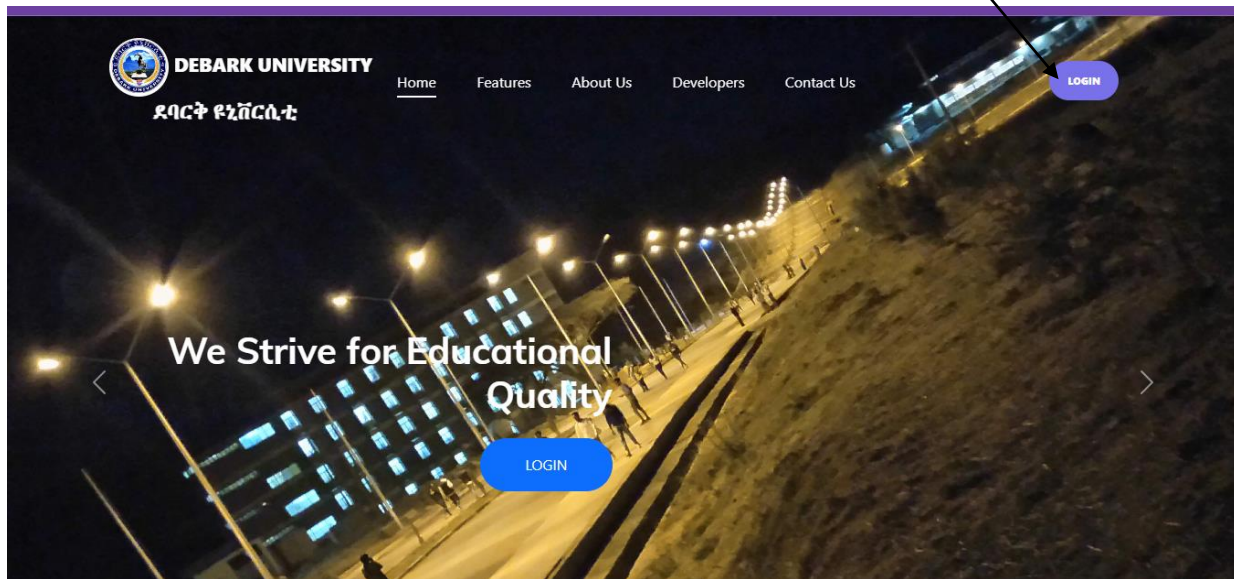 DEBARK UNIVERSITY
ደባርቅ ዩኒቨርሲቲ
Home Features About Us Developers Contact Us
LOGIN
We Strive for Educational
Quality
LOGIN